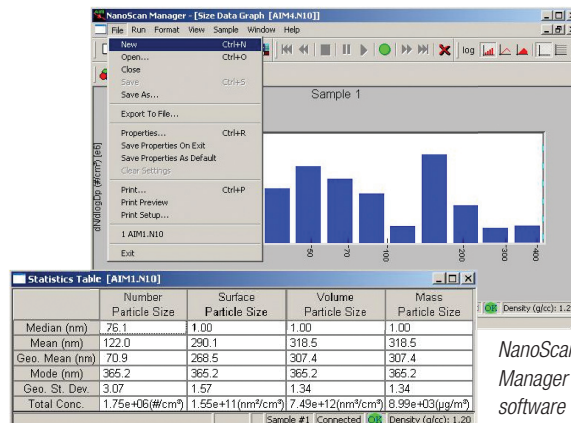 NanoScan Manager - [Size Data Graph [AIM4.N10]]
File Run Format View Sample Window Help
New Ctrl+N
Open... Ctrl+O
Close
Save Ctrl+S
Save As...
Export To File...
Properties... Ctrl+R
Save Properties On Exit
Save Properties As Default
Clear Settings
Print... Ctrl+P
Print Preview
Print Setup...
1 AIM1.N10
Exit
log
Sample 1
dN/dlogDp (#/cm³) [e6]
50 70 100 200 300 400
OK Density (g/cc): 1.2
Statistics Table [AIM1.N10]
Number Particle Size Surface Particle Size Volume Particle Size Mass Particle Size
Median (nm) 76.1 1.00 1.00 1.00
Mean (nm) 122.0 290.1 318.5 318.5
Geo. Mean (nm) 70.9 268.5 307.4 307.4
Mode (nm) 365.2 365.2 365.2 365.2
Geo. St. Dev. 3.07 1.57 1.34 1.34
Total Conc. 1.75e+06(#/cm³) 1.55e+11(nm²/cm³) 7.49e+12(nm³/cm³) 8.99e+03(µg/m³)
Sample #1 Connected OK Density (g/cc): 1.20
NanoScan
Manager
software